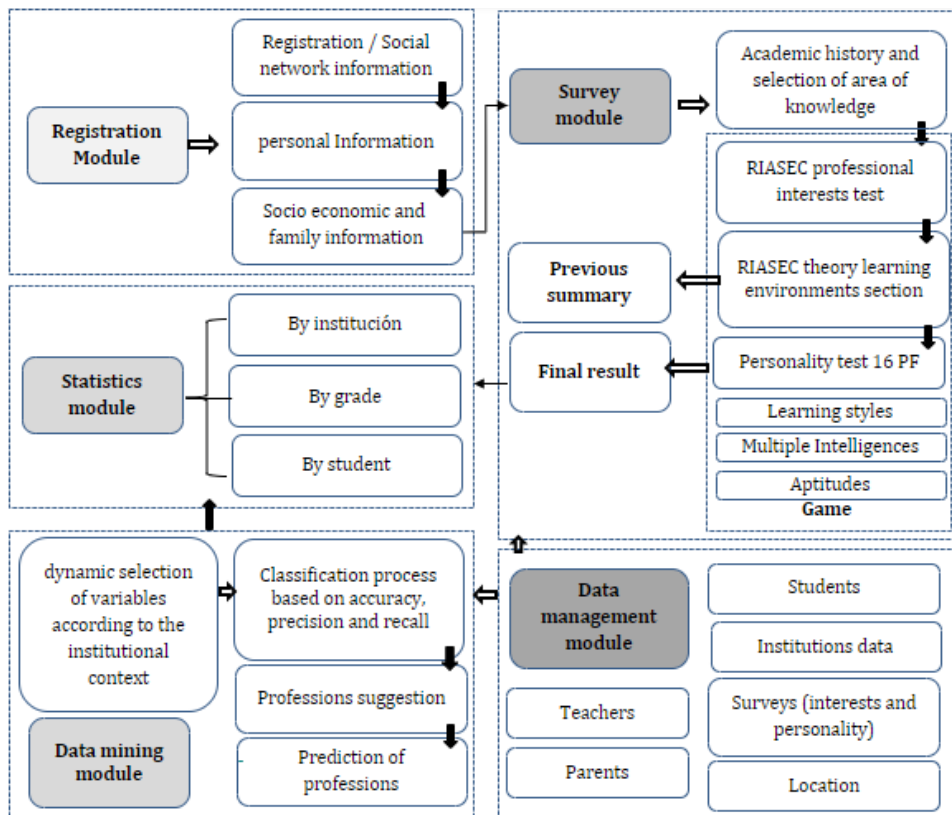 Registration
Module
Registration / Social
network information
personal Information
Socio economic and
family information
Survey
module
Academic history and
selection of area of
knowledge
RIASEC professional
interests test
RIASEC theory learning
environments section
Personality test 16 PF
Learning styles
Multiple Intelligences
Aptitudes
Game
Previous
summary
Final result
Statistics
module
By institución
By grade
By student
dynamic selection
of variables
according to the
institutional
context
Data mining
module
Classification process
based on accuracy,
precision and recall
Professions suggestion
Prediction of
professions
Data
management
module
Teachers
Parents
Students
Institutions data
Surveys (interests and
personality)
Location